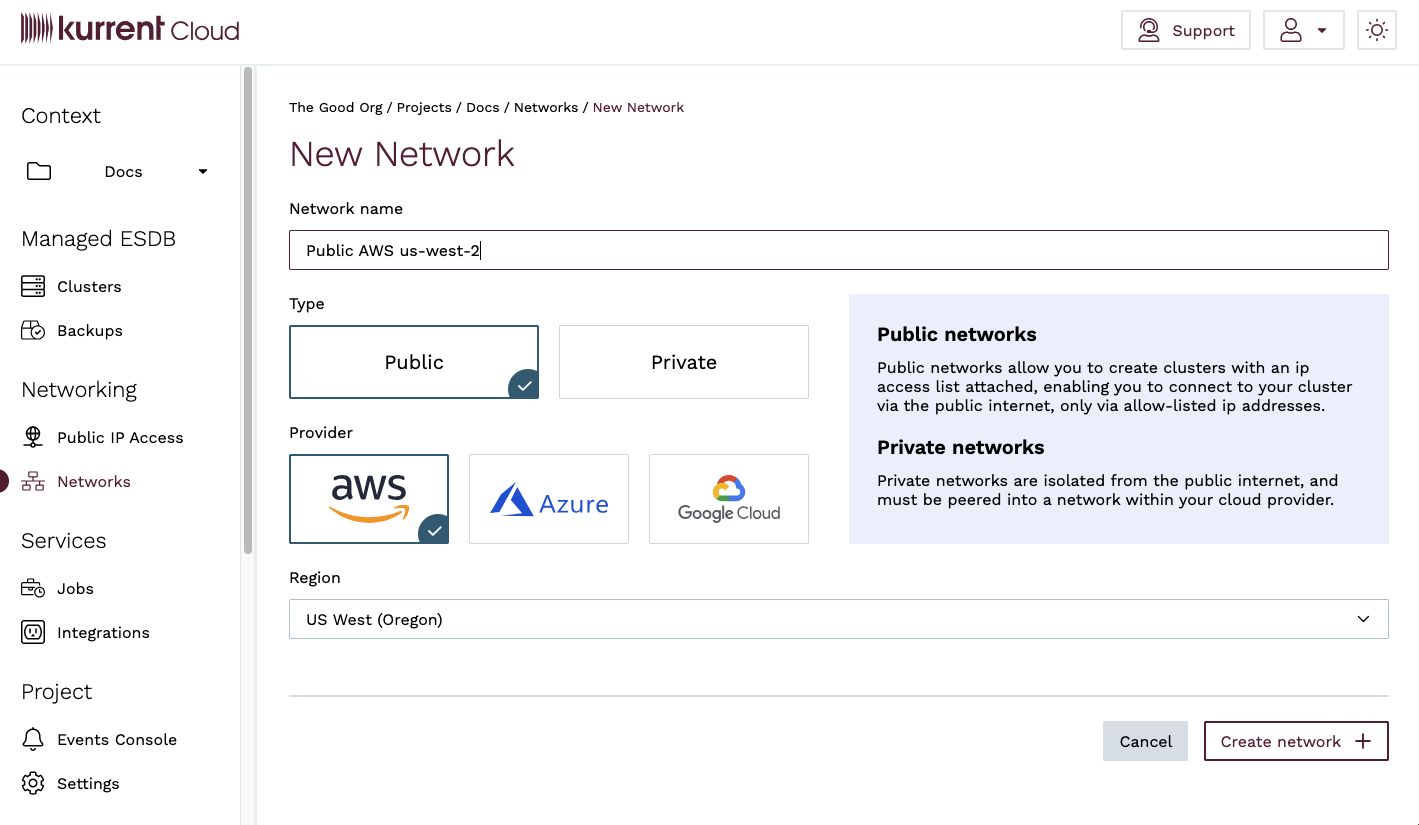 kurrent Cloud
Support
Context
Docs
Managed ESDB
Clusters
Backups
Networking
Public IP Access
Networks
Services
Jobs
Integrations
Project
Events Console
Settings
The Good Org / Projects / Docs / Networks / New Network
New Network
Network name
Public AWS us-west-2
Type
Public
Private
Provider
aws
Azure
Google Cloud
Public networks
Public networks allow you to create clusters with an ip
access list attached, enabling you to connect to your cluster
via the public internet, only via allow-listed ip addresses.
Private networks
Private networks are isolated from the public internet, and
must be peered into a network within your cloud provider.
Region
US West (Oregon)
Cancel
Create network